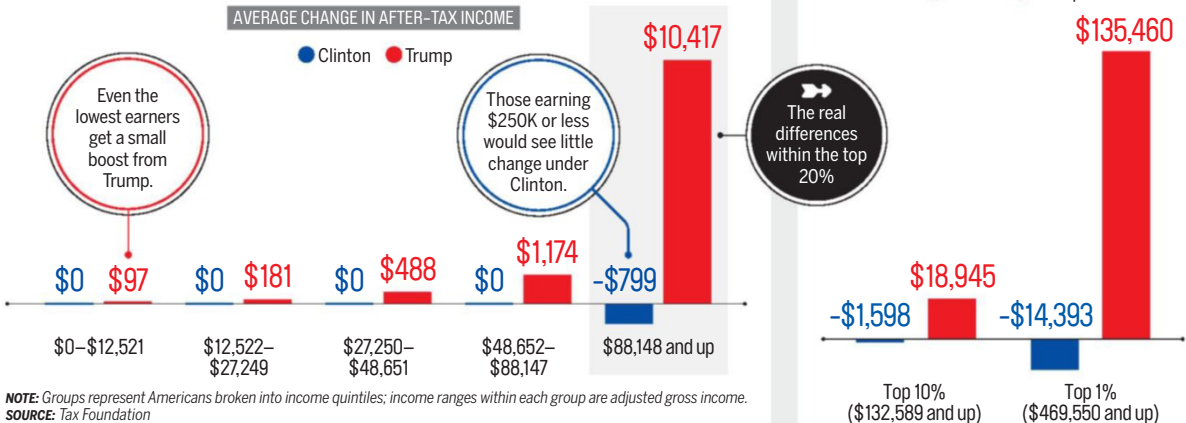 AVERAGE CHANGE IN AFTER-TAX INCOME
Clinton Trump
Even the
lowest earners
get a small
boost from
Trump.
Those earning
$250K or less
would see little
change under
Clinton.
$0 $97
$0 $181
$0 $488
$0 $1,174
-$799 $10,417
$0–$12,521
$12,522–
$27,249
$27,250–
$48,651
$48,652–
$88,147
$88,148 and up
NOTE: Groups represent Americans broken into income quintiles; income ranges within each group are adjusted gross income.
SOURCE: Tax Foundation
The real
differences
within the top
20%
-$1,598 $18,945
-$14,393 $135,460
Top 10%
($132,589 and up)
Top 1%
($469,550 and up)